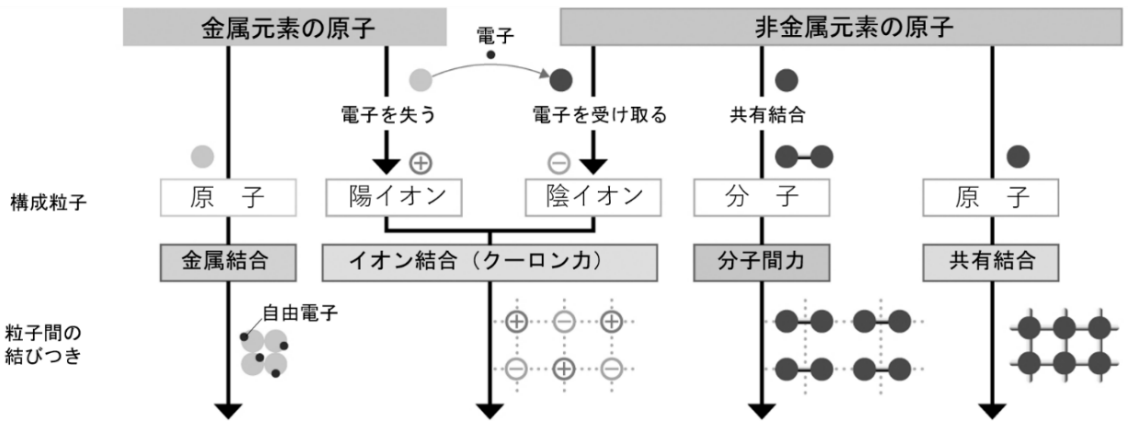 金属元素の原子
電子
非金属元素の原子
電子を失う
電子を受け取る
共有結合
構成粒子
原　子
陽イオン
陰イオン
分　子
原　子
金属結合
イオン結合（クーロン力）
分子間力
共有結合
粒子間の
結びつき
自由電子